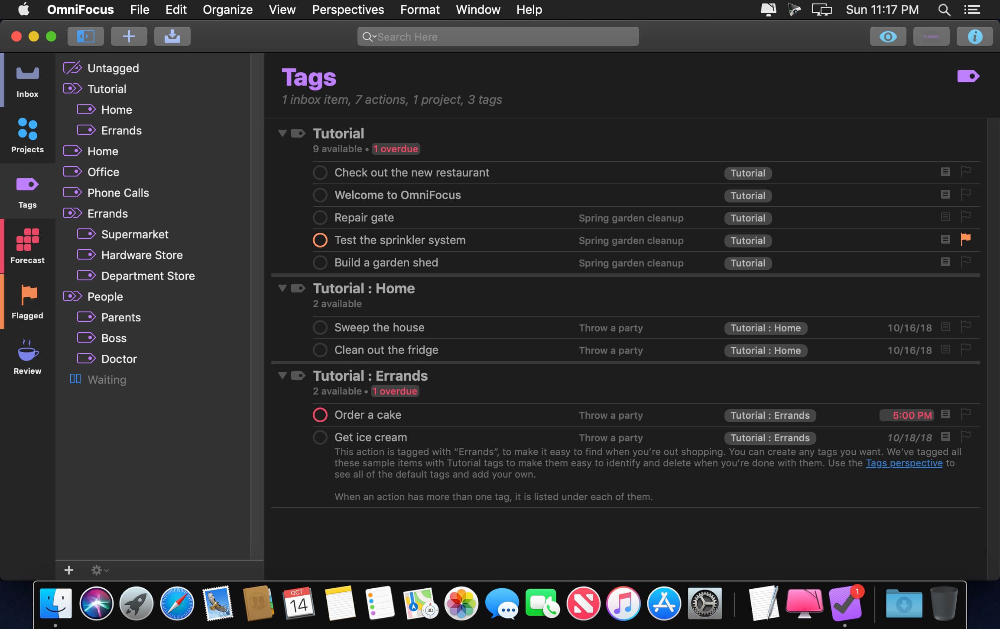 OmniFocus File Edit Organize View Perspectives Format Window Help Sun 11:17 PM
Search Here
Inbox
Projects
Tags
Forecast
Flagged
Review
Untagged
Tutorial
Home
Errands
Home
Office
Phone Calls
Errands
Supermarket
Hardware Store
Department Store
People
Parents
Boss
Doctor
Waiting
Tags
1 inbox item, 7 actions, 1 project, 3 tags
Tutorial
9 available • 1 overdue
Check out the new restaurant Tutorial
Welcome to OmniFocus Tutorial
Repair gate Spring garden cleanup Tutorial
Test the sprinkler system Spring garden cleanup Tutorial
Build a garden shed Spring garden cleanup Tutorial
Tutorial : Home
2 available
Sweep the house Throw a party Tutorial : Home 10/16/18
Clean out the fridge Throw a party Tutorial : Home 10/16/18
Tutorial : Errands
2 available • 1 overdue
Order a cake Throw a party Tutorial : Errands 5:00 PM
Get ice cream Throw a party Tutorial : Errands 10/18/18
This action is tagged with “Errands”, to make it easy to find when you’re out shopping. You can create any tags you want. We’ve tagged all
these sample items with Tutorial tags to make them easy to identify and delete when you’re done with them. Use the Tags perspective to
see all of the default tags and add your own.
When an action has more than one tag, it is listed under each of them.
OCT
14
3D
1